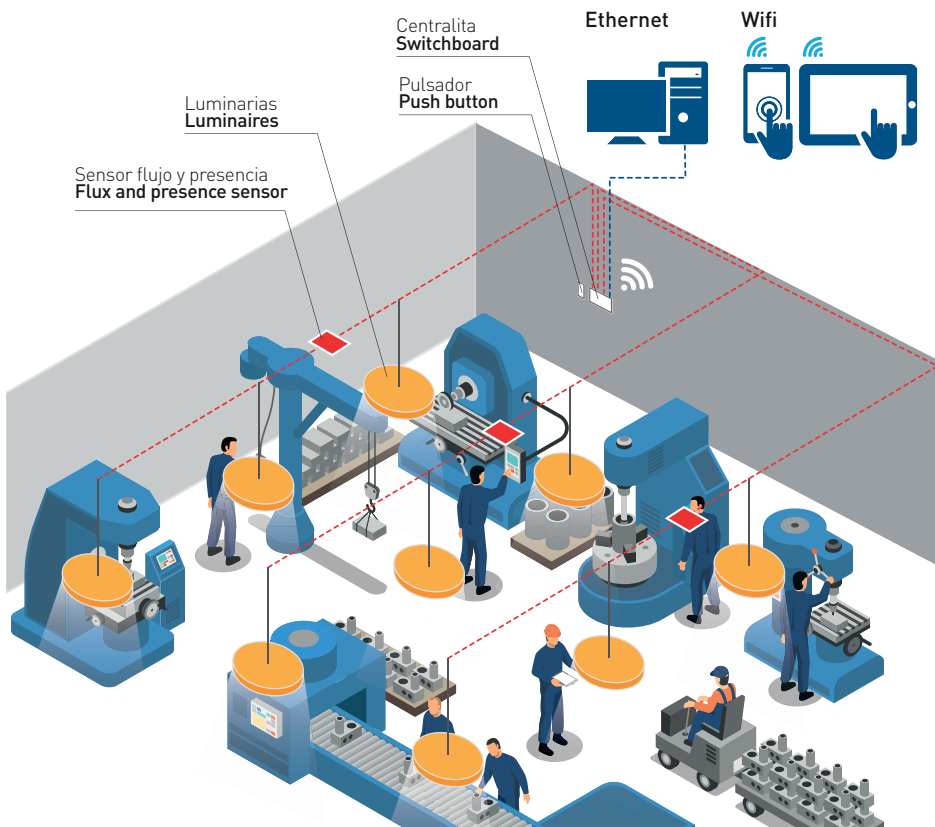 Ethernet
Wifi
Centralita
Switchboard
Pulsador
Push button
Luminarias
Luminaires
Sensor flujo y presencia
Flux and presence sensor